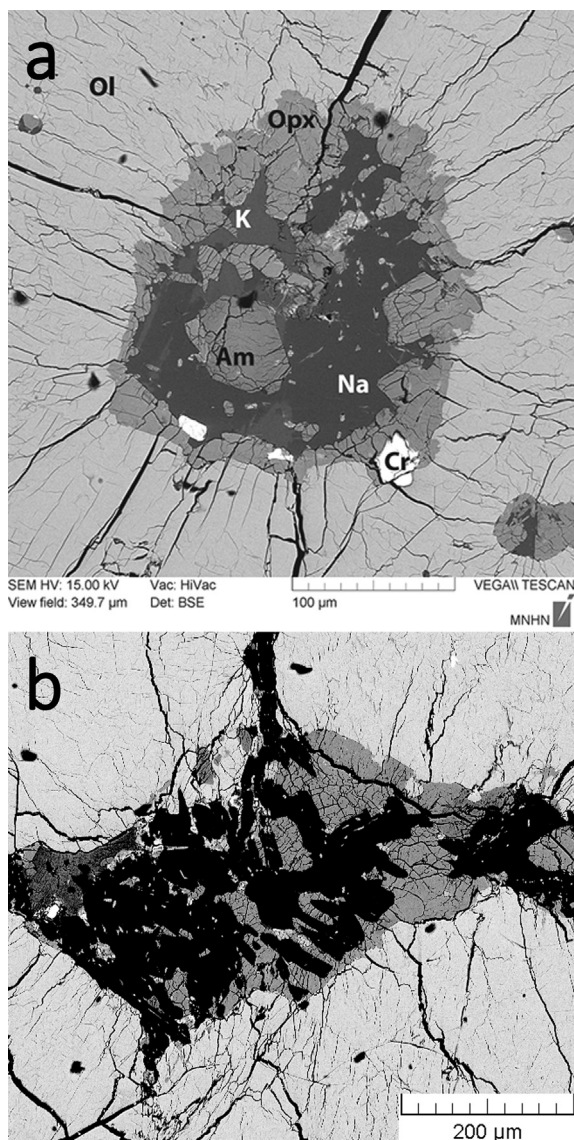 a
Ol
Opx
K
Am
Na
Cr
SEM HV: 15.00 kV Vac: HiVac VEGA\\ TESCAN
View field: 349.7 µm Det: BSE 100 µm
MNHN
b
200 µm